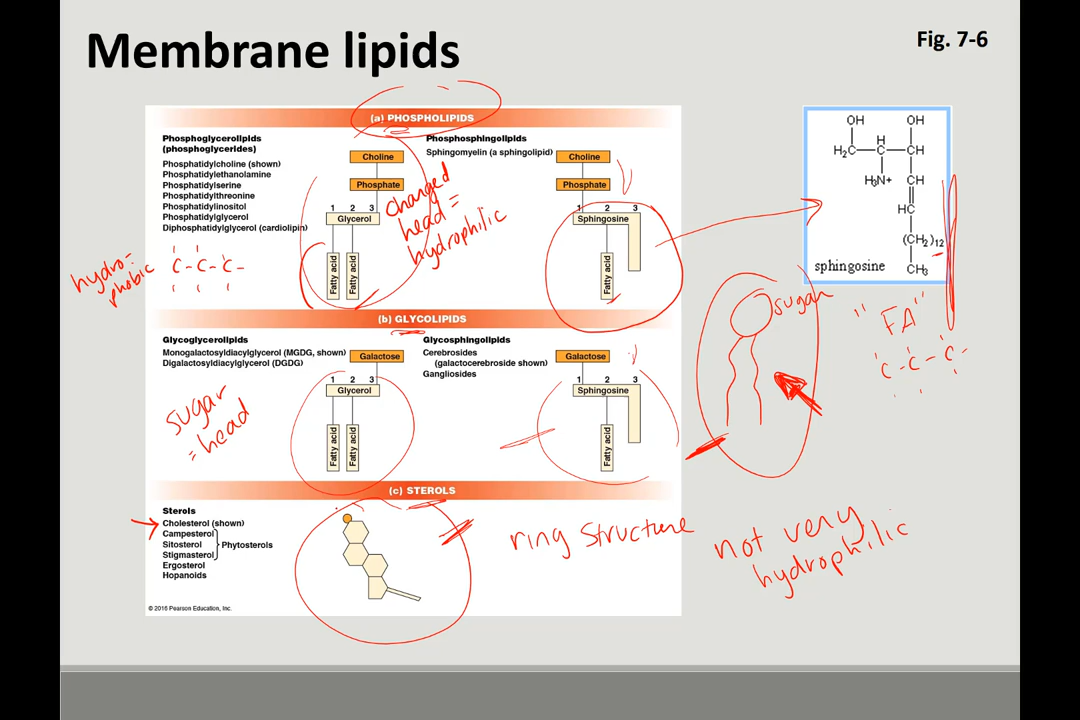 Membrane lipids
Fig. 7-6
(a) PHOSPHOLIPIDS
Phosphoglycerolipids
(phosphoglycerides)
Phosphatidylcholine (shown)
Phosphatidylethanolamine
Phosphatidylserine
Phosphatidylthreonine
Phosphatidylinositol
Phosphatidylglycerol
Diphosphatidylglycerol (cardiolipin)
Choline
Phosphate
1 2 3
Glycerol
Fatty acid
Fatty acid
charged
head =
hydrophilic
hydro-
phobic
C-C-C-
Phosphosphingolipids
Sphingomyelin (a sphingolipid)
Choline
Phosphate
1 2 3
Sphingosine
Fatty acid
OH OH
H
H₂C C CH
H₃N+ CH
HC
(CH₂)12
CH₃
sphingosine
sugar
"FA"
C-C-C-
(b) GLYCOLIPIDS
Glycoglycerolipids
Monogalactosyldiacylglycerol (MGDG, shown)
Digalactosyldiacylglycerol (DGDG)
Galactose
1 2 3
Glycerol
Fatty acid
Fatty acid
sugar
= head
Glycosphingolipids
Cerebrosides
(galactocerebroside shown)
Gangliosides
Galactose
1 2 3
Sphingosine
Fatty acid
(c) STEROLS
Sterols
Cholesterol (shown)
Campesterol
Sitosterol
Stigmasterol
Phytosterols
Ergosterol
Hopanoids
ring structure
not very
hydrophilic
© 2016 Pearson Education, Inc.